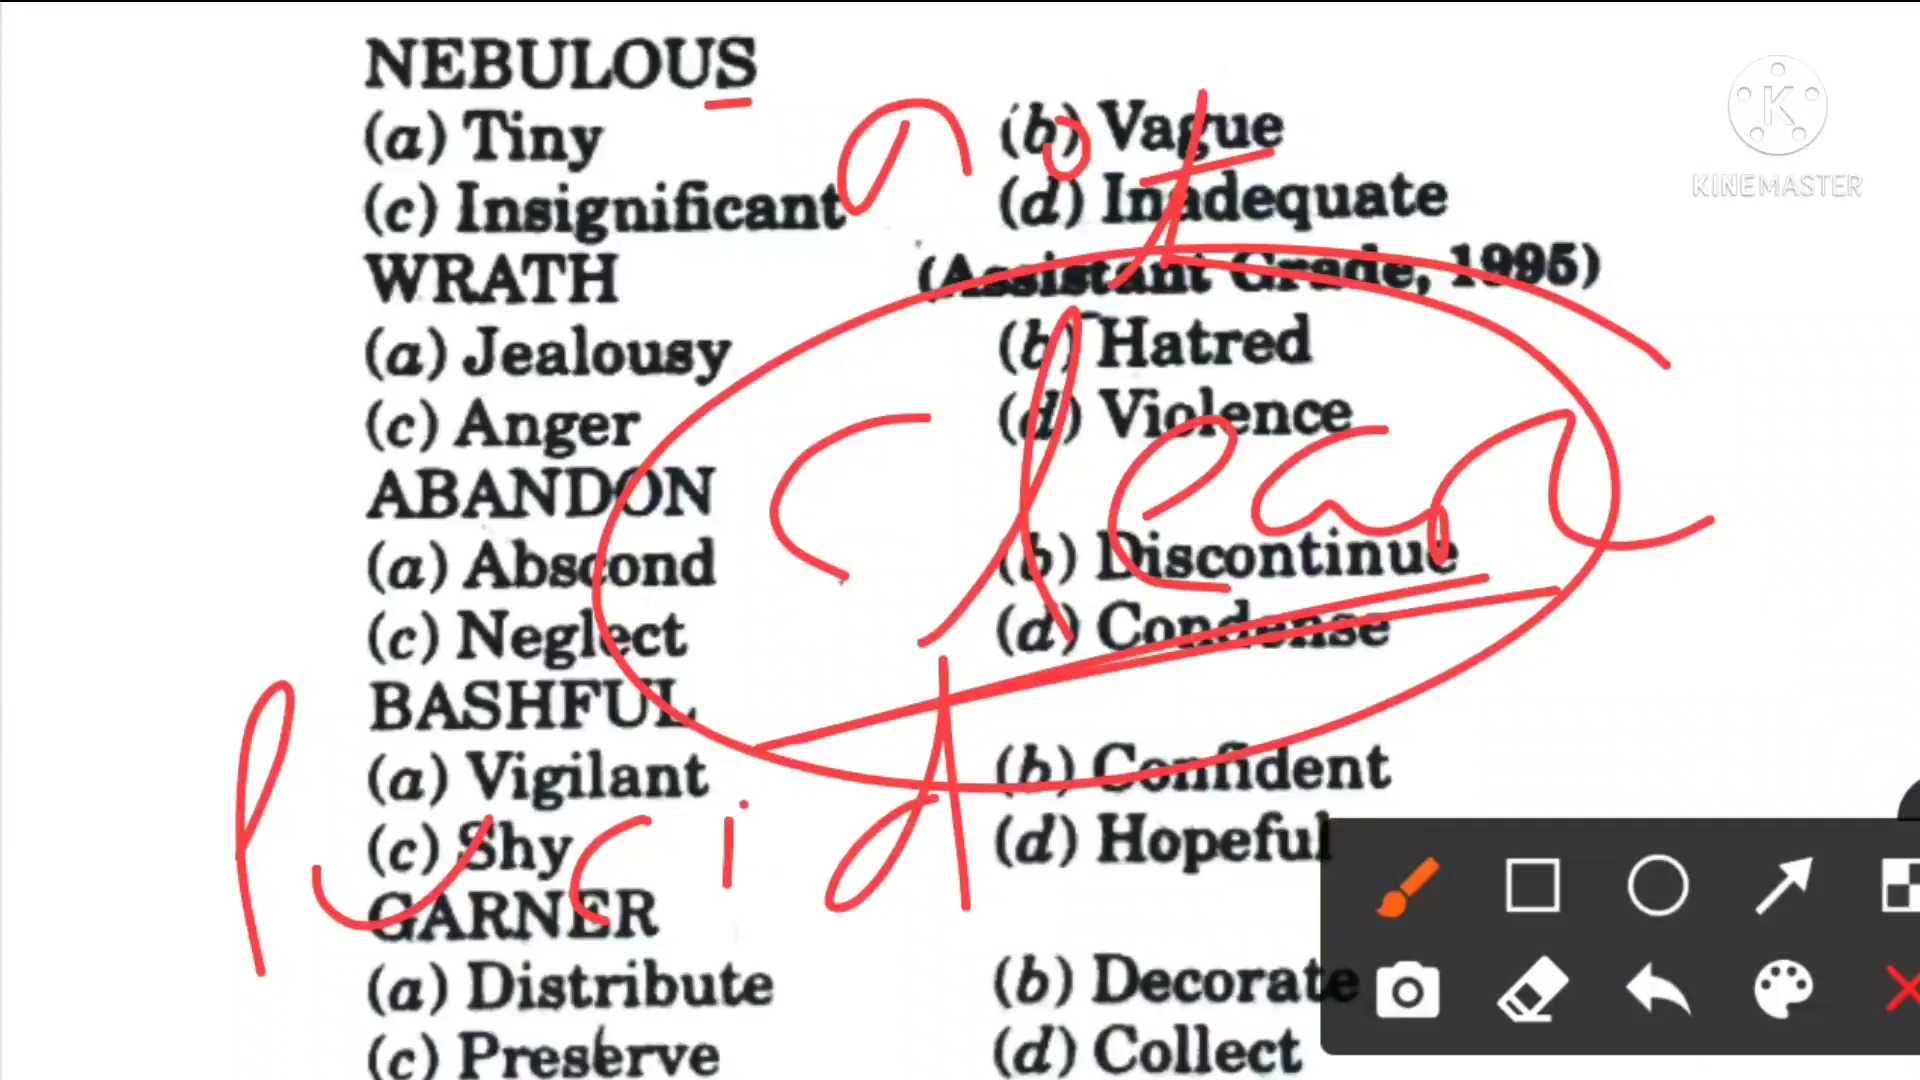 NEBULOUS
(a) Tiny (b) Vague
(c) Insignificant (d) Inadequate
WRATH (Assistant Grade, 1995)
(a) Jealousy (b) Hatred
(c) Anger (d) Violence
ABANDON
(a) Abscond (b) Discontinue
(c) Neglect (d) Condense
BASHFUL
(a) Vigilant (b) Confident
(c) Shy (d) Hopeful
GARNER
(a) Distribute (b) Decorate
(c) Preserve (d) Collect
not
clear
lucid
K
KINEMASTER